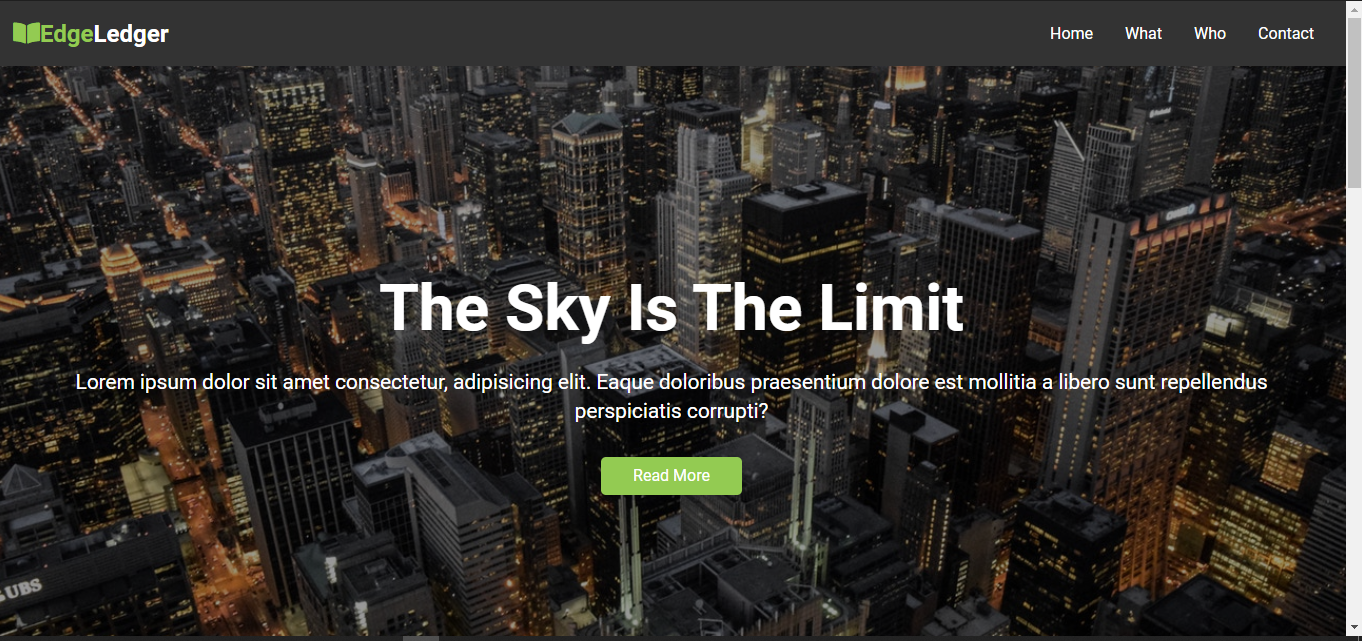 EdgeLedger
Home
What
Who
Contact
The Sky Is The Limit
Lorem ipsum dolor sit amet consectetur, adipisicing elit. Eaque doloribus praesentium dolore est mollitia a libero sunt repellendus
perspiciatis corrupti?
Read More
UBS